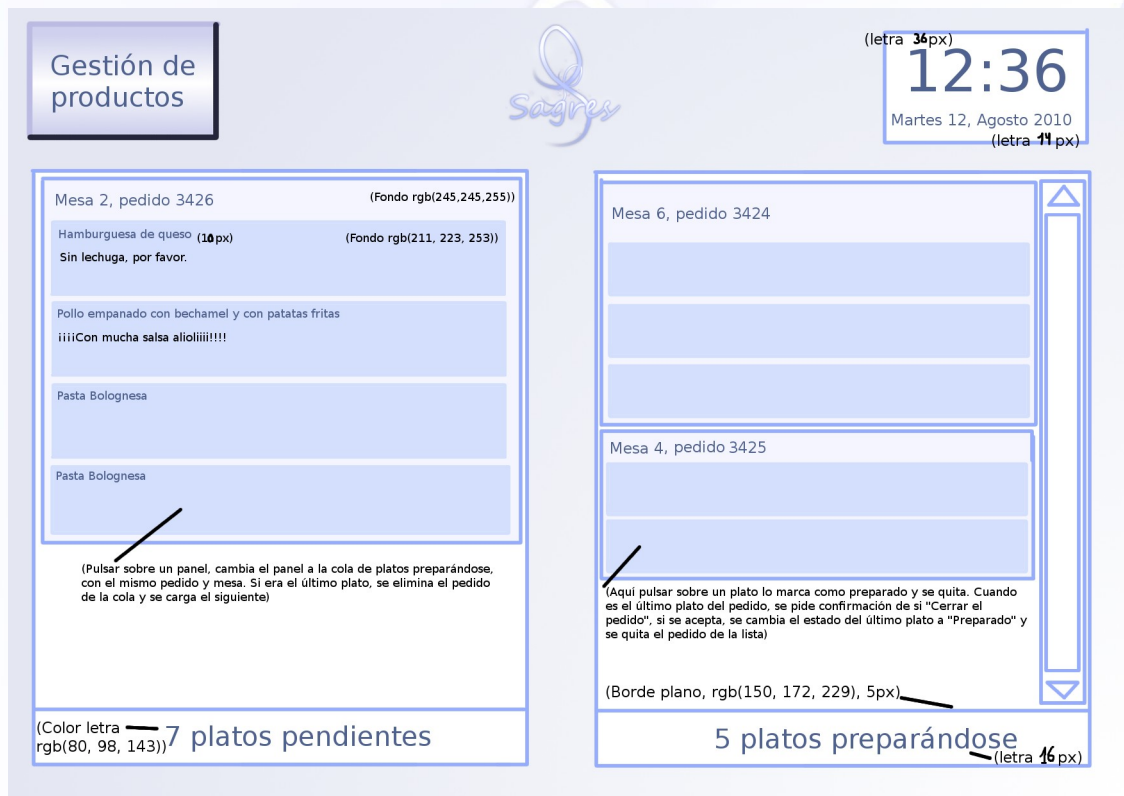 Gestión de
productos
Sagres
(letra 36px)
12:36
Martes 12, Agosto 2010
(letra 14 px)
Mesa 2, pedido 3426
(Fondo rgb(245,245,255))
Hamburguesa de queso
(Fondo rgb(211, 223, 253))
Sin lechuga, por favor.
Pollo empanado con bechamel y con patatas fritas
¡¡¡¡Con mucha salsa alioliiii!!!!
Pasta Bolognesa
Pasta Bolognesa
(Pulsar sobre un panel, cambia el panel a la cola de platos preparándose,
con el mismo pedido y mesa. Si era el último plato, se elimina el pedido
de la cola y se carga el siguiente)
(Color letra
rgb(80, 98, 143))
7 platos pendientes
Mesa 6, pedido 3424
Mesa 4, pedido 3425
(Aquí pulsar sobre un plato lo marca como preparado y se quita. Cuando
es el último plato del pedido, se pide confirmación de si "Cerrar el
pedido", si se acepta, se cambia el estado del último plato a "Preparado" y
se quita el pedido de la lista)
(Borde plano, rgb(150, 172, 229), 5px)
5 platos preparándose
(letra 16 px)